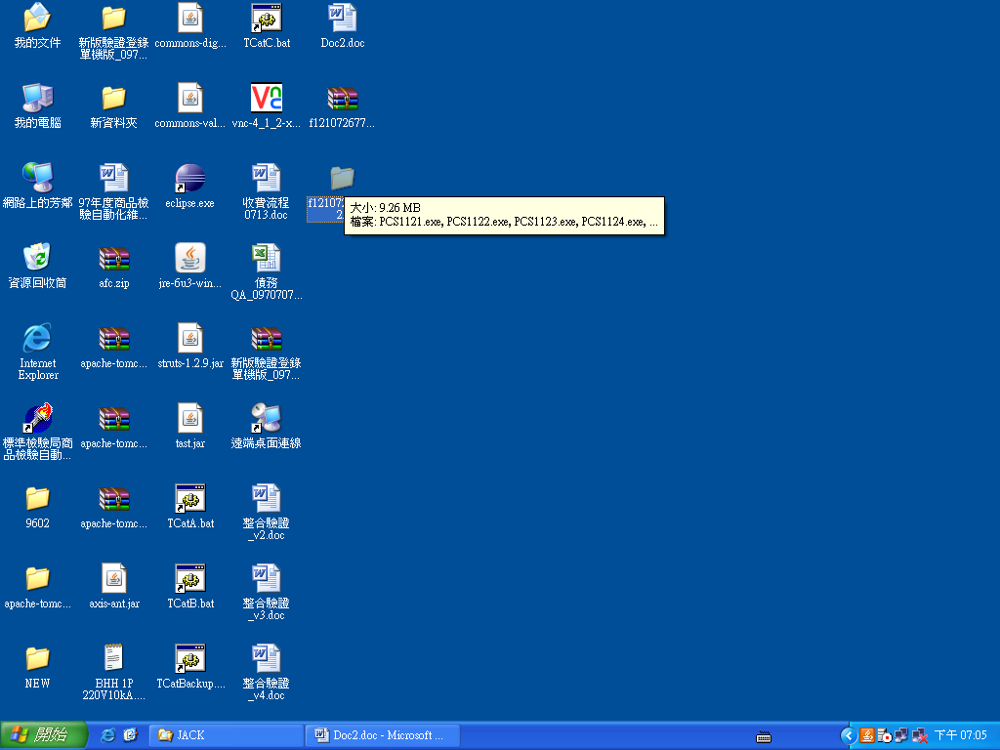 我的文件
新版驗證登錄
單機版_097...
commons-dig...
TCatC.bat
Doc2.doc
我的電腦
新資料夾
commons-val...
vnc-4_1_2-x...
f121072677...
網路上的芳鄰
97年度商品檢
驗自動化維...
eclipse.exe
收費流程
0713.doc
大小: 9.26 MB
檔案: PCS1121.exe, PCS1122.exe, PCS1123.exe, PCS1124.exe, ...
資源回收筒
afc.zip
jre-6u3-win...
債務
QA_0970707...
Internet
Explorer
apache-tomc...
struts-1.2.9.jar
新版驗證登錄
單機版_097...
標準檢驗局商
品檢驗自動...
apache-tomc...
tast.jar
遠端桌面連線
9602
apache-tomc...
TCatA.bat
整合驗證
_v2.doc
apache-tomc...
axis-ant.jar
TCatB.bat
整合驗證
_v3.doc
NEW
BHH 1P
220V10kA....
TCatBackup....
整合驗證
_v4.doc
開始
JACK
Doc2.doc - Microsoft ...
下午 07:05